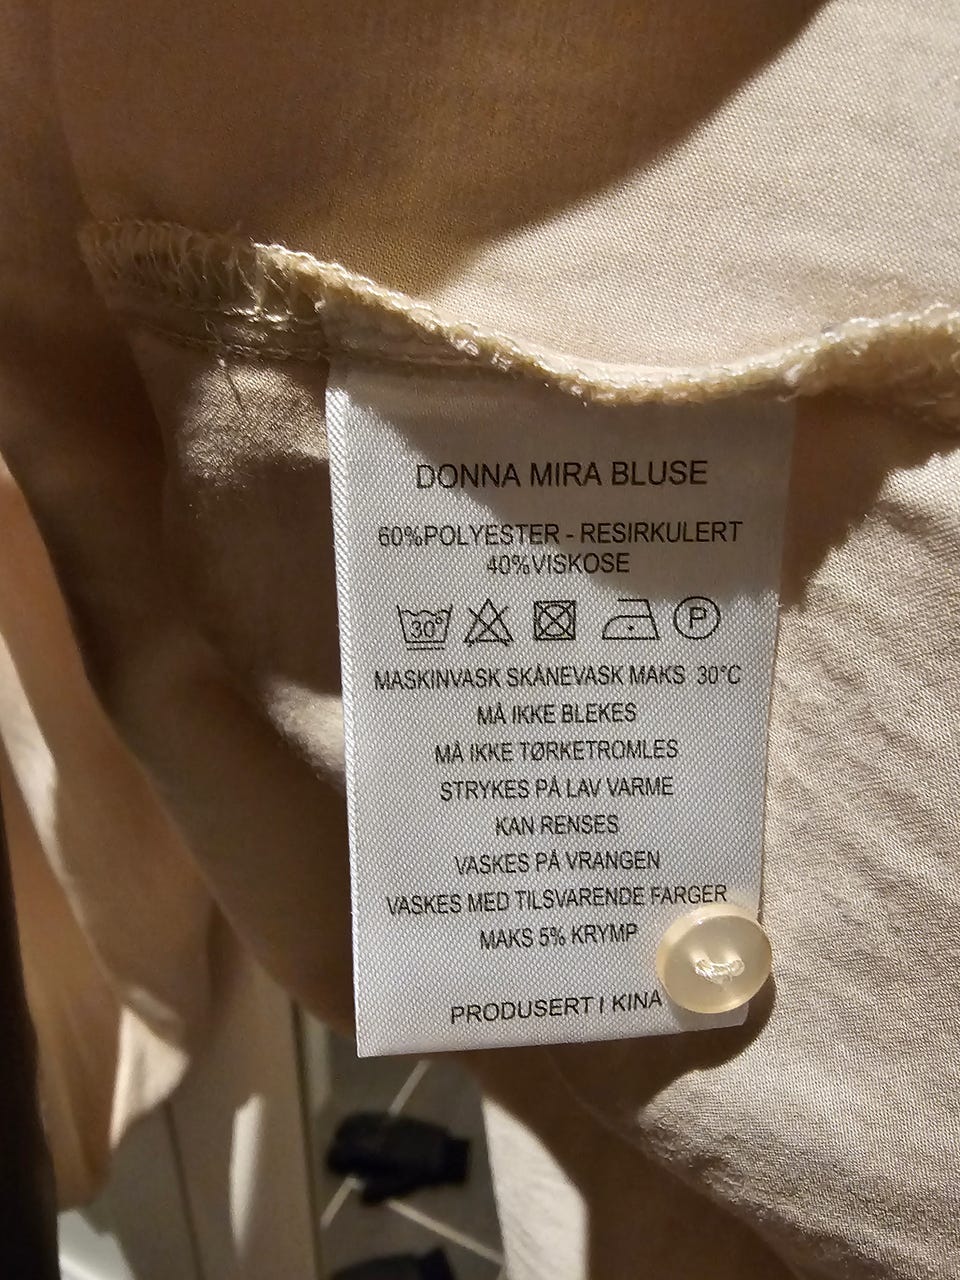 DONNA MIRA BLUSE
60%POLYESTER - RESIRKULERT
40%VISKOSE
30° P
MASKINVASK SKÅNEVASK MAKS 30°C
MÅ IKKE BLEKES
MÅ IKKE TØRKETROMLES
STRYKES PÅ LAV VARME
KAN RENSES
VASKES PÅ VRANGEN
VASKES MED TILSVARENDE FARGER
MAKS 5% KRYMP
PRODUSERT I KINA